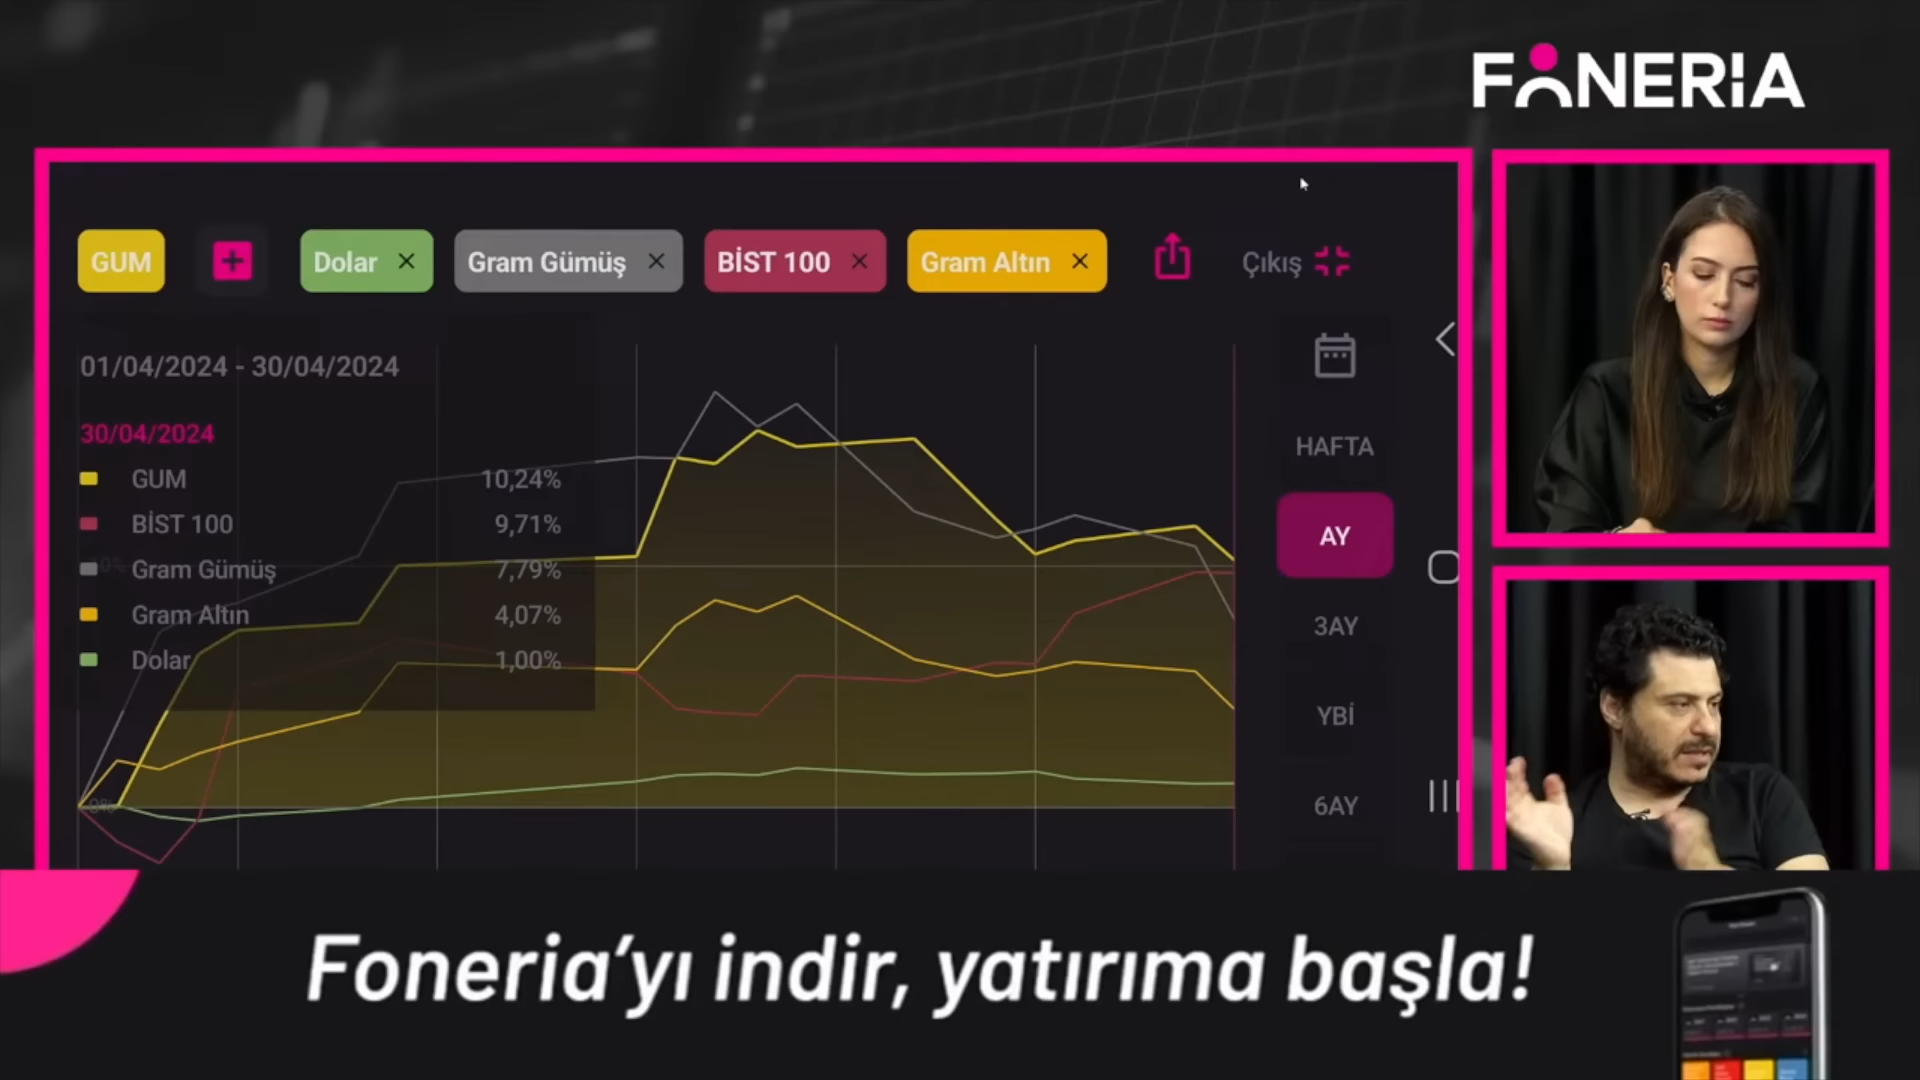 FONERIA
GUM
Dolar ×
Gram Gümüş ×
BİST 100 ×
Gram Altın ×
Çıkış
01/04/2024 - 30/04/2024
30/04/2024
GUM 10,24%
BİST 100 9,71%
Gram Gümüş 7,79%
Gram Altın 4,07%
Dolar 1,00%
0%
HAFTA
AY
3AY
YBİ
6AY
Foneria’yı indir, yatırıma başla!